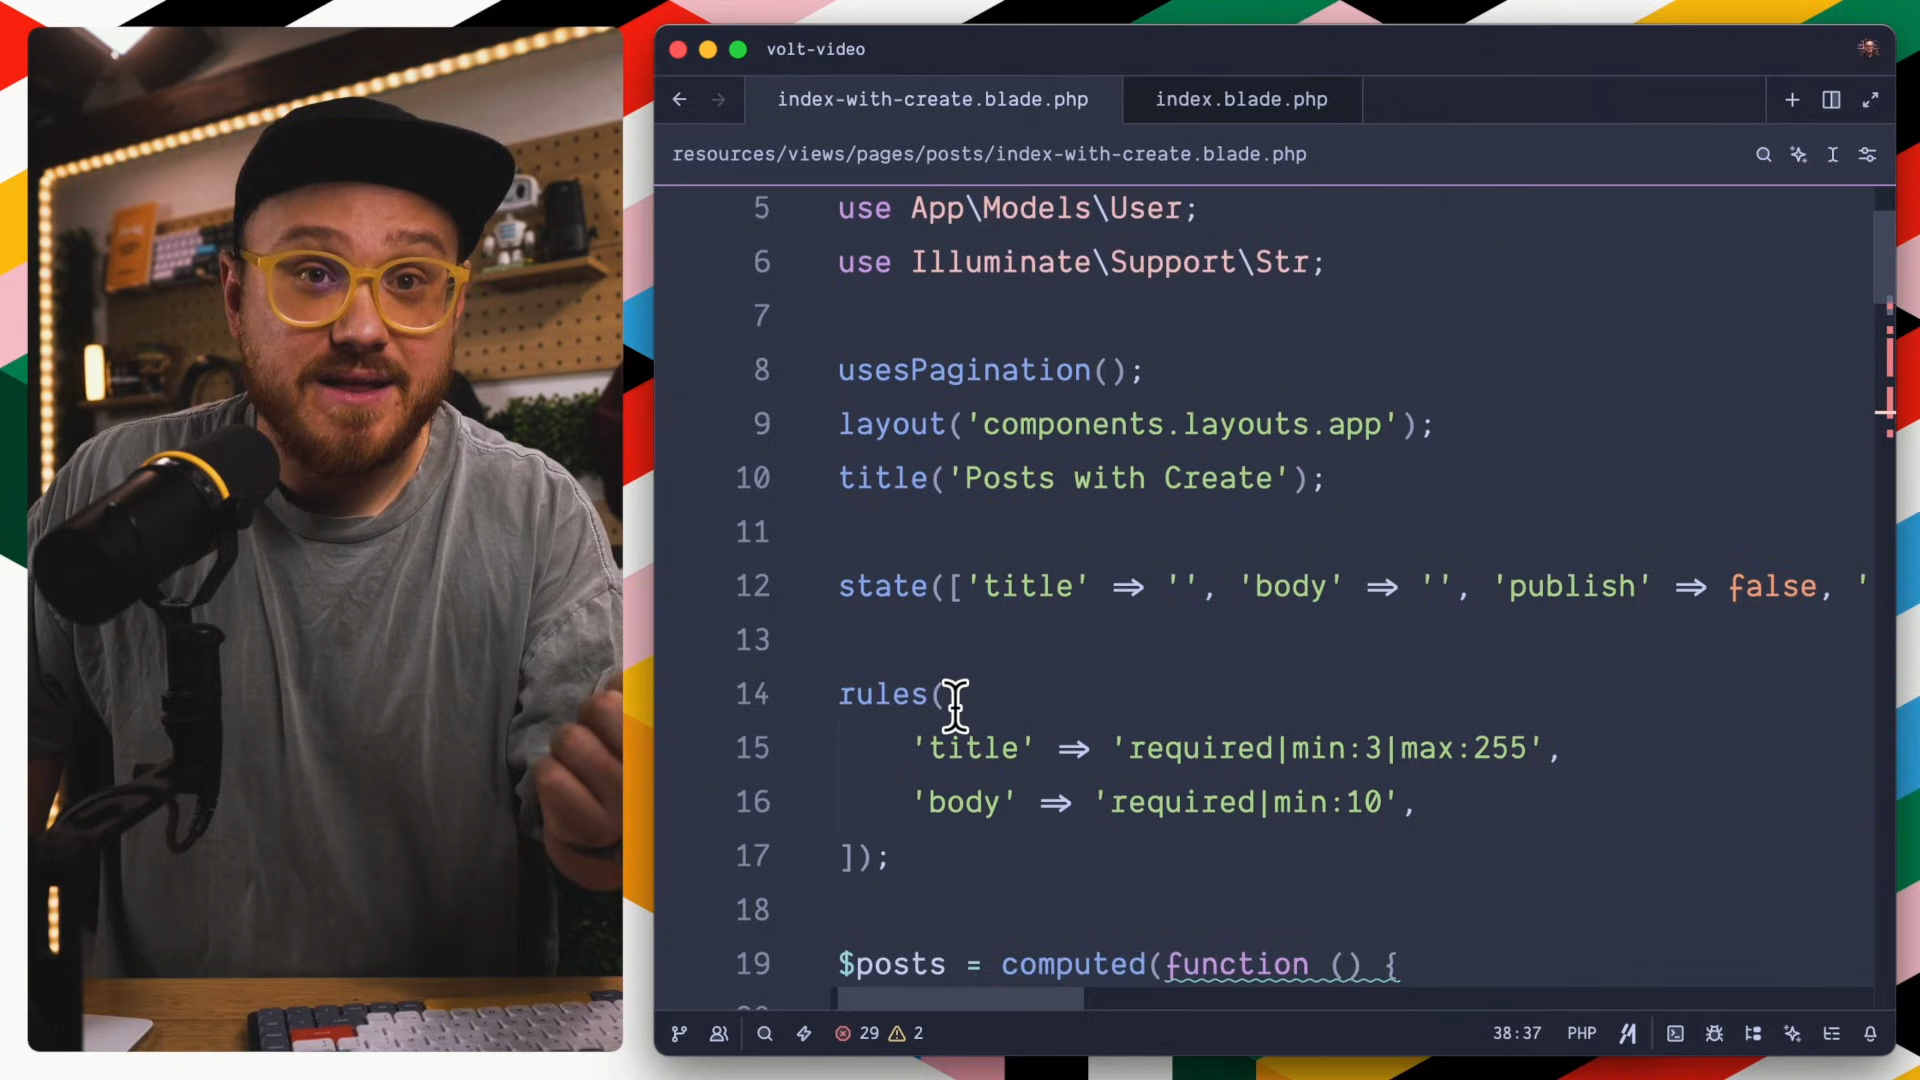 volt-video
index-with-create.blade.php
index.blade.php
resources/views/pages/posts/index-with-create.blade.php
5 use App\Models\User;
6 use Illuminate\Support\Str;
7
8 usesPagination();
9 layout('components.layouts.app');
10 title('Posts with Create');
11
12 state(['title' => '', 'body' => '', 'publish' => false, '
13
14 rules(
15 'title' => 'required|min:3|max:255',
16 'body' => 'required|min:10',
17 ]);
18
19 $posts = computed(function () {
29 2
38:37 PHP